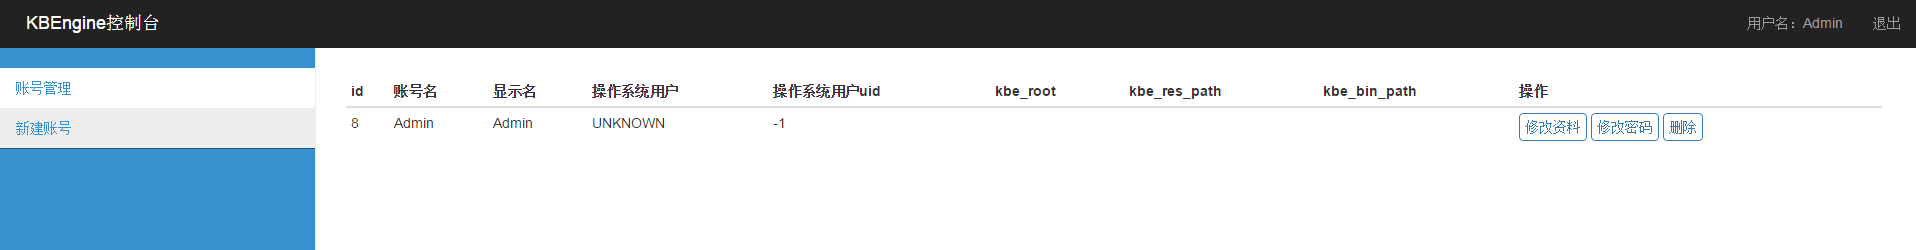 KBEngine控制台 用户名：Admin 退出
账号管理
新建账号
id 账号名 显示名 操作系统用户 操作系统用户uid kbe_root kbe_res_path kbe_bin_path 操作
8 Admin Admin UNKNOWN -1 修改资料 修改密码 删除